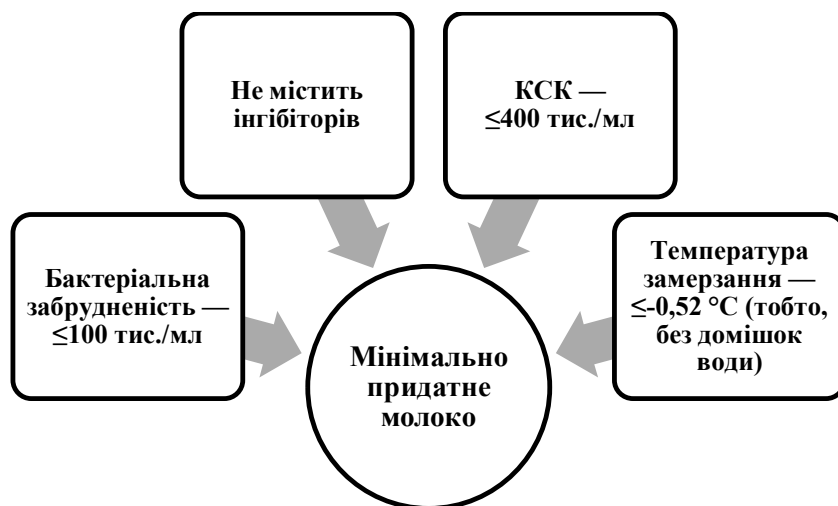 Не містить
інгібіторів
КСК —
≤400 тис./мл
Бактеріальна
забрудненість —
≤100 тис./мл
Температура
замерзання —
≤-0,52 °C (тобто,
без домішок
води)
Мінімально
придатне
молоко